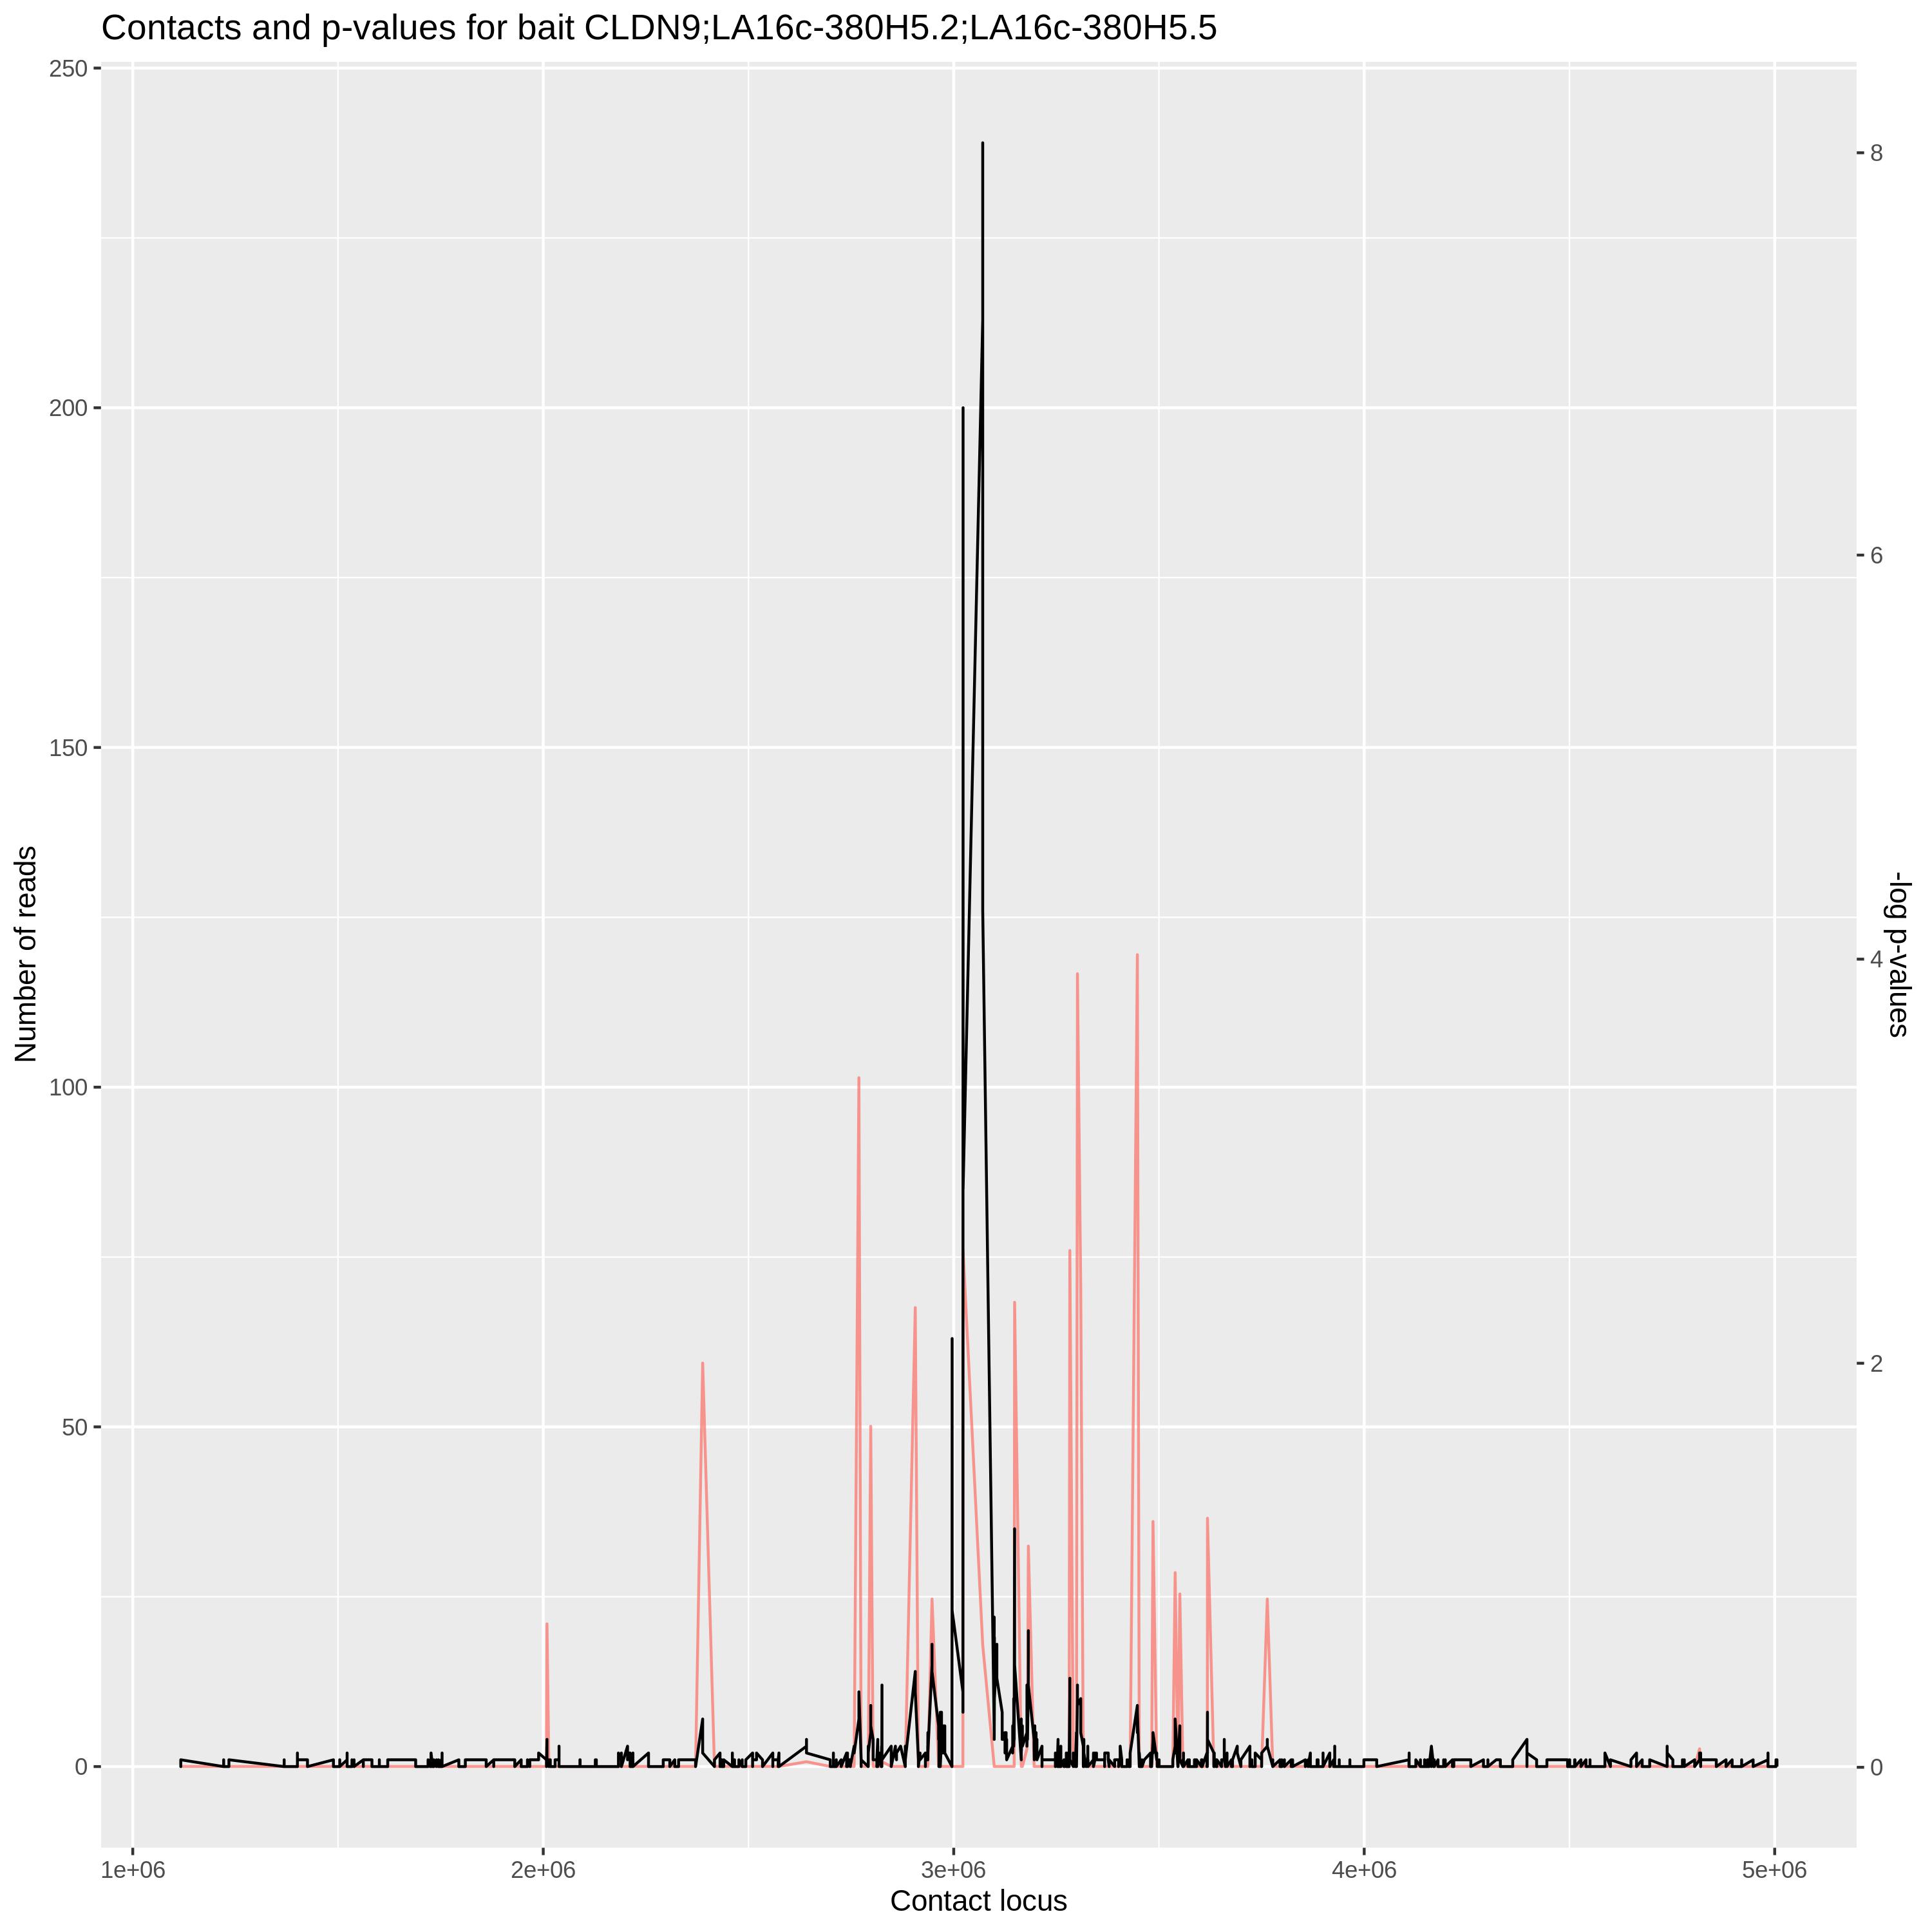 Contacts and p-values for bait CLDN9;LA16c-380H5.2;LA16c-380H5.5
250
200
150
100
50
0
Number of reads
8
6
4
2
0
-log p-values
1e+06
2e+06
3e+06
4e+06
5e+06
Contact locus